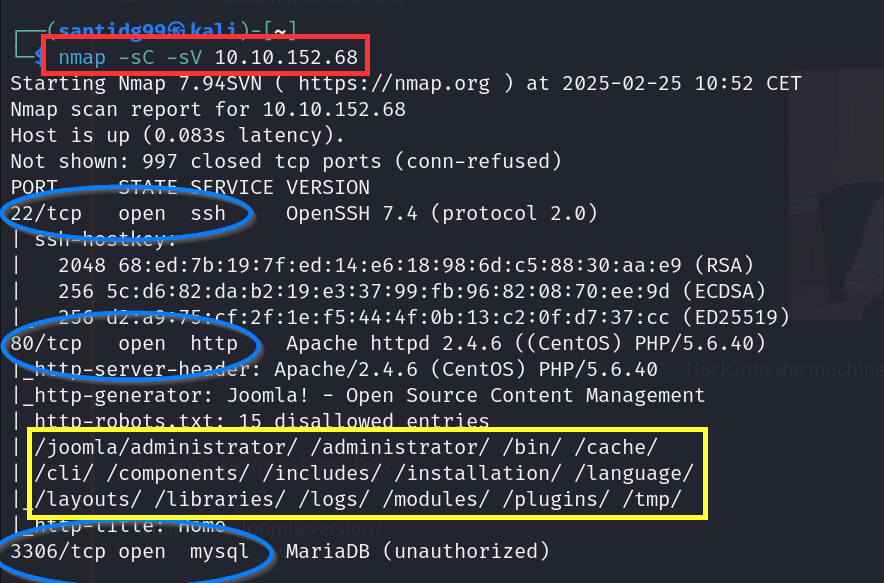 (santidg99㉿kali)-[~]
$ nmap -sC -sV 10.10.152.68
Starting Nmap 7.94SVN ( https://nmap.org ) at 2025-02-25 10:52 CET
Nmap scan report for 10.10.152.68
Host is up (0.083s latency).
Not shown: 997 closed tcp ports (conn-refused)
PORT     STATE SERVICE VERSION
22/tcp   open  ssh     OpenSSH 7.4 (protocol 2.0)
| ssh-hostkey:
|   2048 68:ed:7b:19:7f:ed:14:e6:18:98:6d:c5:88:30:aa:e9 (RSA)
|   256 5c:d6:82:da:b2:19:e3:37:99:fb:96:82:08:70:ee:9d (ECDSA)
|_  256 d2:a9:75:cf:2f:1e:f5:44:4f:0b:13:c2:0f:d7:37:cc (ED25519)
80/tcp   open  http    Apache httpd 2.4.6 ((CentOS) PHP/5.6.40)
|_http-server-header: Apache/2.4.6 (CentOS) PHP/5.6.40
Hack into the machine
|_http-generator: Joomla! - Open Source Content Management
| http-robots.txt: 15 disallowed entries
| /joomla/administrator/ /administrator/ /bin/ /cache/
| /cli/ /components/ /includes/ /installation/ /language/
|_/layouts/ /libraries/ /logs/ /modules/ /plugins/ /tmp/
|_http-title: Home
Joomla version?
3306/tcp open  mysql   MariaDB (unauthorized)